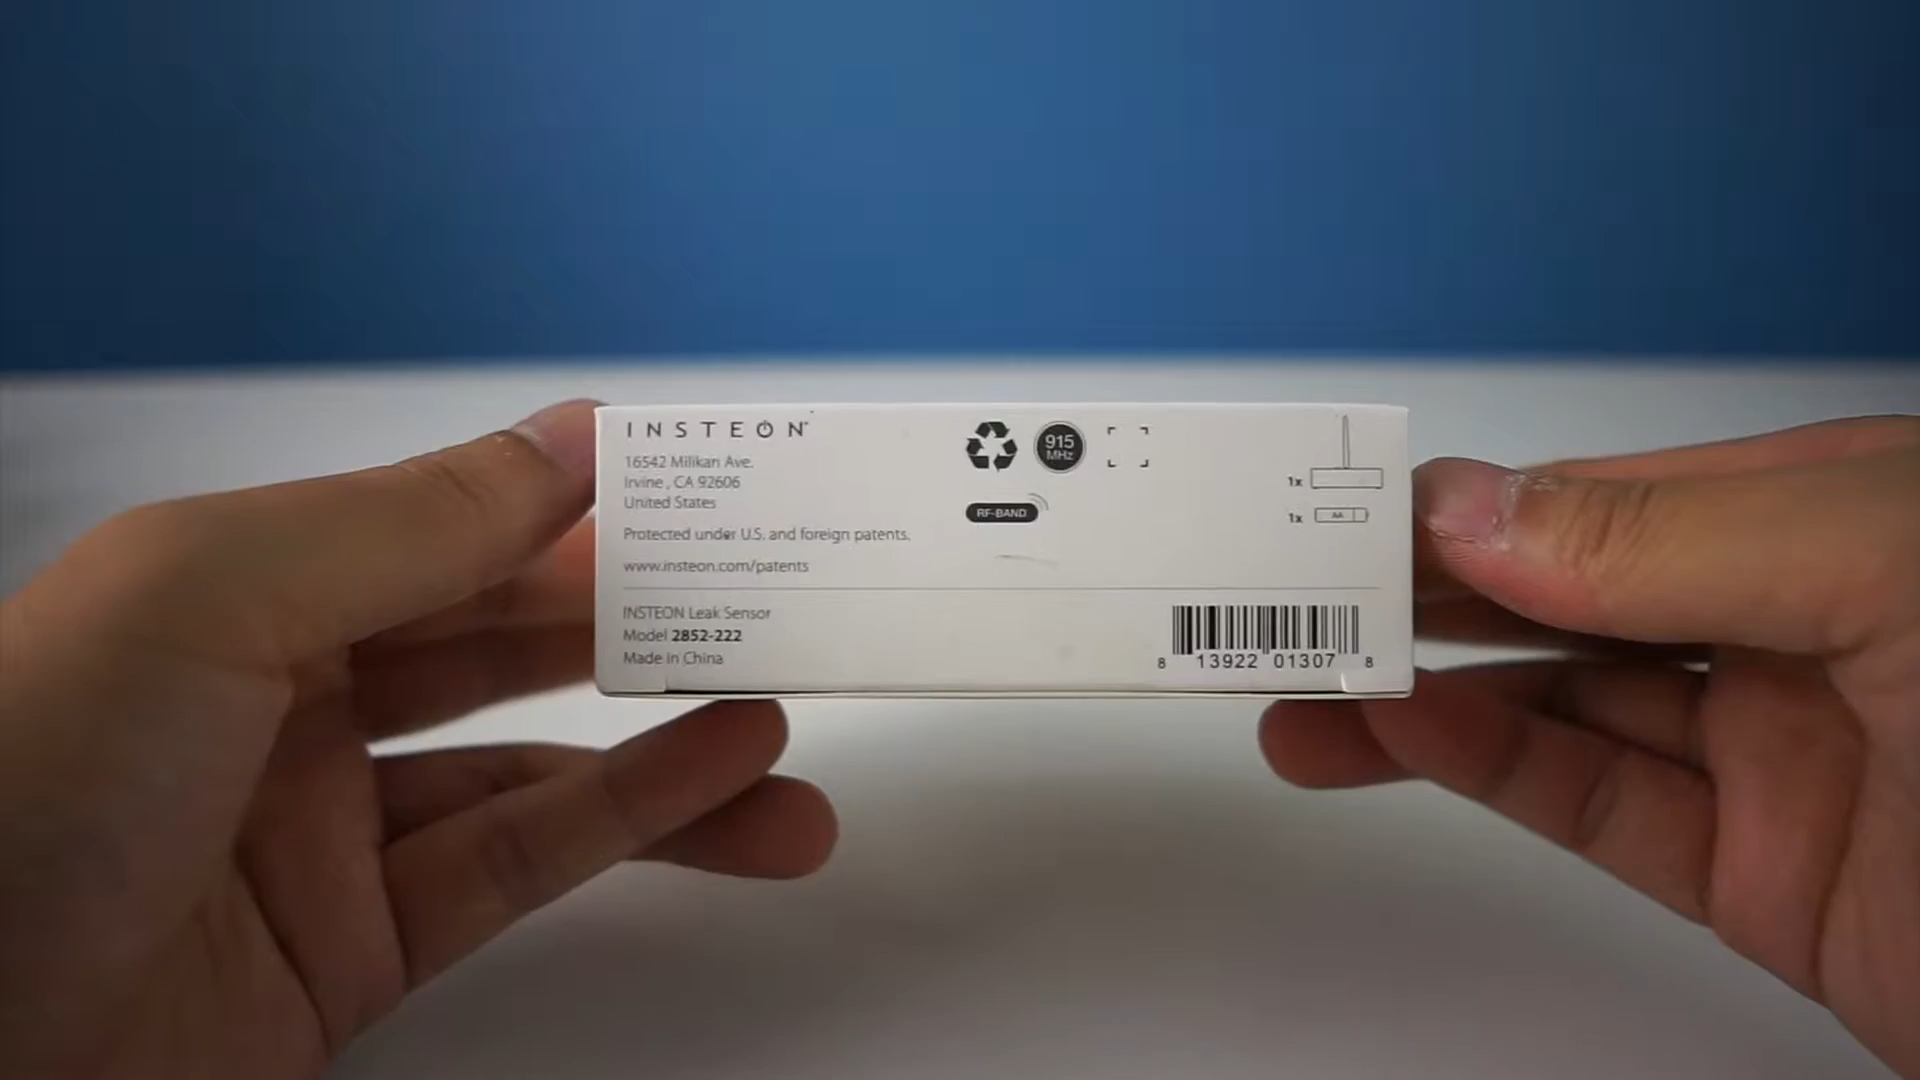 INSTEON
16542 Milikan Ave.
Irvine , CA 92606
United States
Protected under U.S. and foreign patents.
www.insteon.com/patents
915
MHz
RF-BAND
1x
1x AA
INSTEON Leak Sensor
Model 2852-222
Made in China
8 13922 01307 8